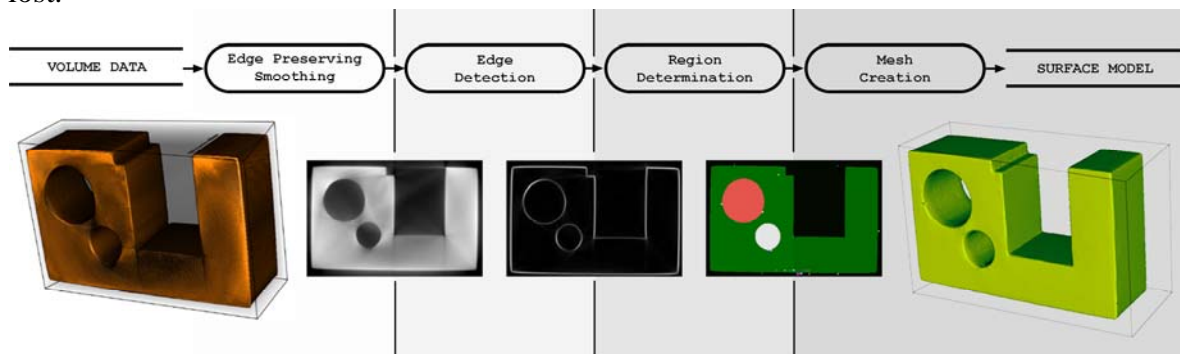 lost.
VOLUME DATA
Edge Preserving
Smoothing
Edge
Detection
Region
Determination
Mesh
Creation
SURFACE MODEL